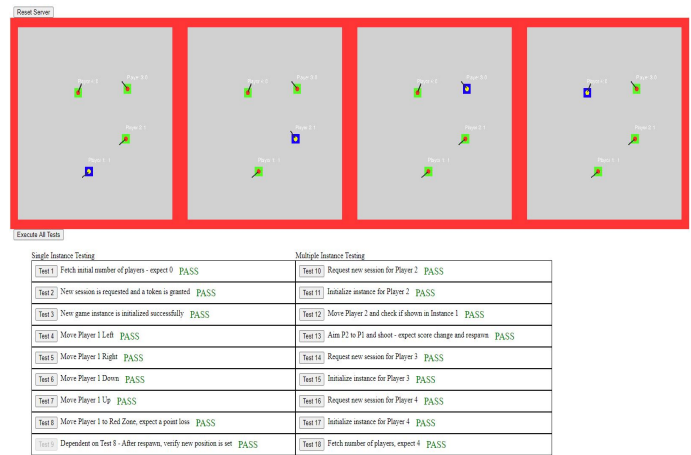 Reset Server
Execute All Tests
Single Instance Testing
Test 1 Fetch initial number of players - expect 0 PASS
Test 2 New session is requested and a token is granted PASS
Test 3 New game instance is initialized successfully PASS
Test 4 Move Player 1 Left PASS
Test 5 Move Player 1 Right PASS
Test 6 Move Player 1 Down PASS
Test 7 Move Player 1 Up PASS
Test 8 Move Player 1 to Red Zone, expect a point loss PASS
Test 9 Dependent on Test 8 - After respawn, verify new position is set PASS
Multiple Instance Testing
Test 10 Request new session for Player 2 PASS
Test 11 Initialize instance for Player 2 PASS
Test 12 Move Player 2 and check if shown in Instance 1 PASS
Test 13 Aim P2 to P1 and shoot - expect score change and respawn PASS
Test 14 Request new session for Player 3 PASS
Test 15 Initialize instance for Player 3 PASS
Test 16 Request new session for Player 4 PASS
Test 17 Initialize instance for Player 4 PASS
Test 18 Fetch number of players, expect 4 PASS